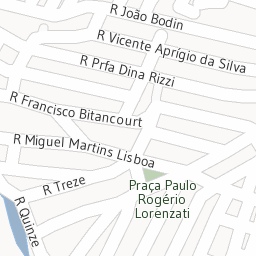 R João Bodin
R Vicente Aprígio da Silva
R Prfa Dina Rizzi
R Francisco Bitancourt
R Miguel Martins Lisboa
R Treze
Praça Paulo
Rogério
Lorenzati
R Quinze